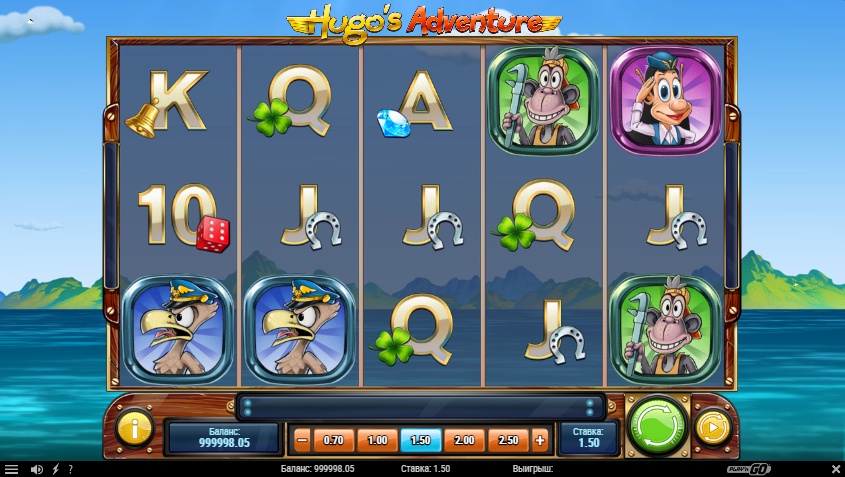 Hugo's Adventure
K Q A
10 J J Q J
Q J
Баланс:
999998.05
- 0.70 1.00 1.50 2.00 2.50 +
Ставка:
1.50
? Баланс: 999998.05 Ставка: 1.50 Выигрыш: PLAY'N GO